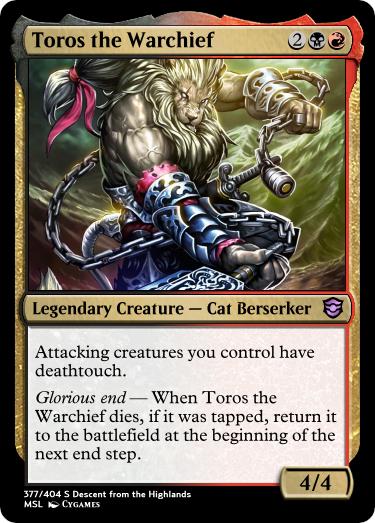 Toros the Warchief 2
Legendary Creature — Cat Berserker
Attacking creatures you control have
deathtouch.
Glorious end — When Toros the
Warchief dies, if it was tapped, return it
to the battlefield at the beginning of the
next end step.
4/4
377/404 S Descent from the Highlands
MSL Cygames